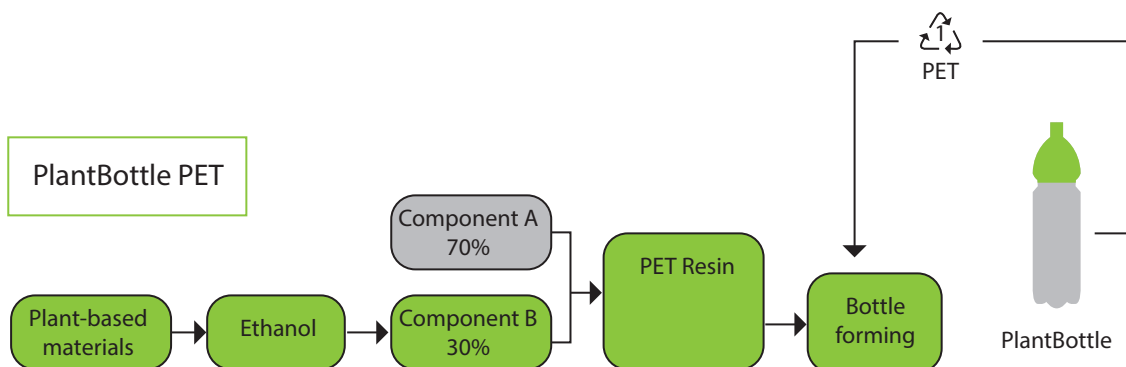 1
PET
PlantBottle PET
Component A
70%
PET Resin
Plant-based
materials
Ethanol
Component B
30%
Bottle
forming
PlantBottle